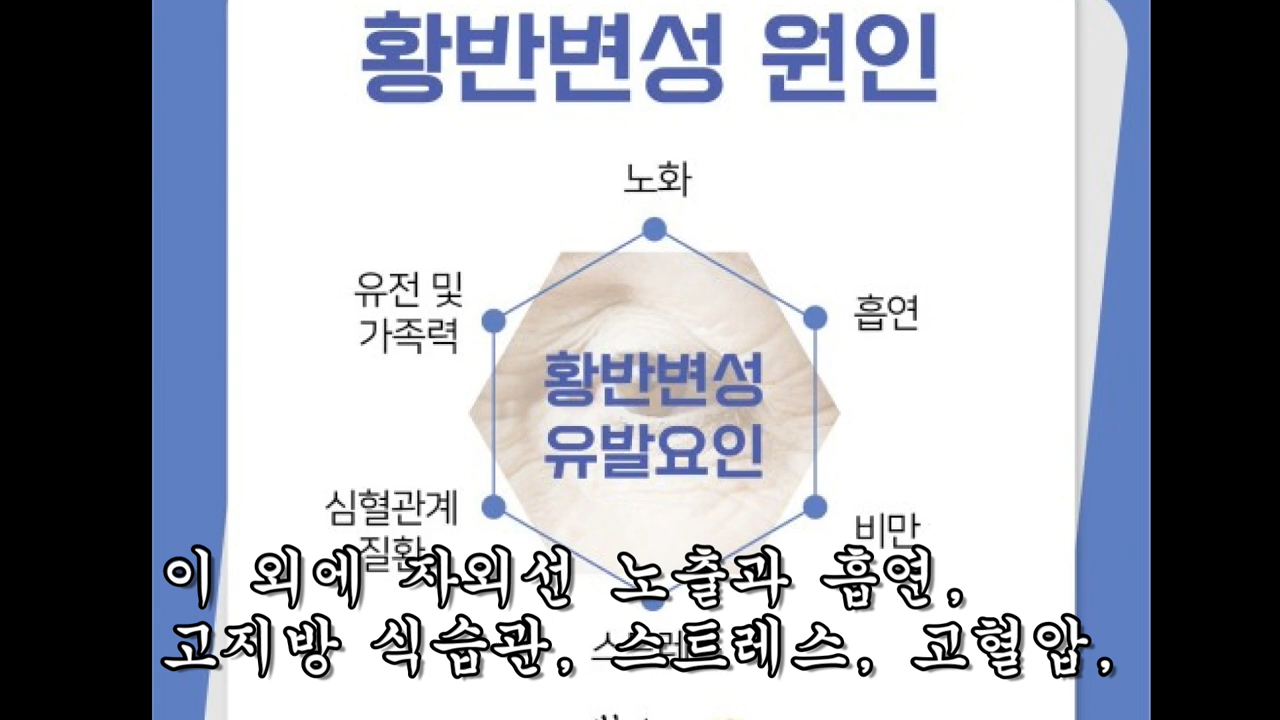 황반변성 원인
노화
유전 및
가족력
흡연
황반변성
유발요인
심혈관계
질환
비만
이 외에 자외선 노출과 흡연,
고지방 식습관, 스트레스, 고혈압,